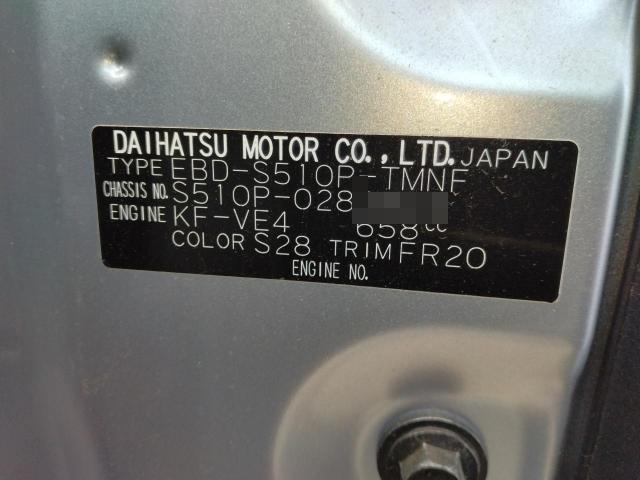 DAIHATSU MOTOR CO.,LTD. JAPAN
TYPE EBD-S510P-TMNF
CHASSIS NO. S510P-028
ENGINE KF-VE4 658cc
COLOR S28 TRIM FR20
ENGINE NO.